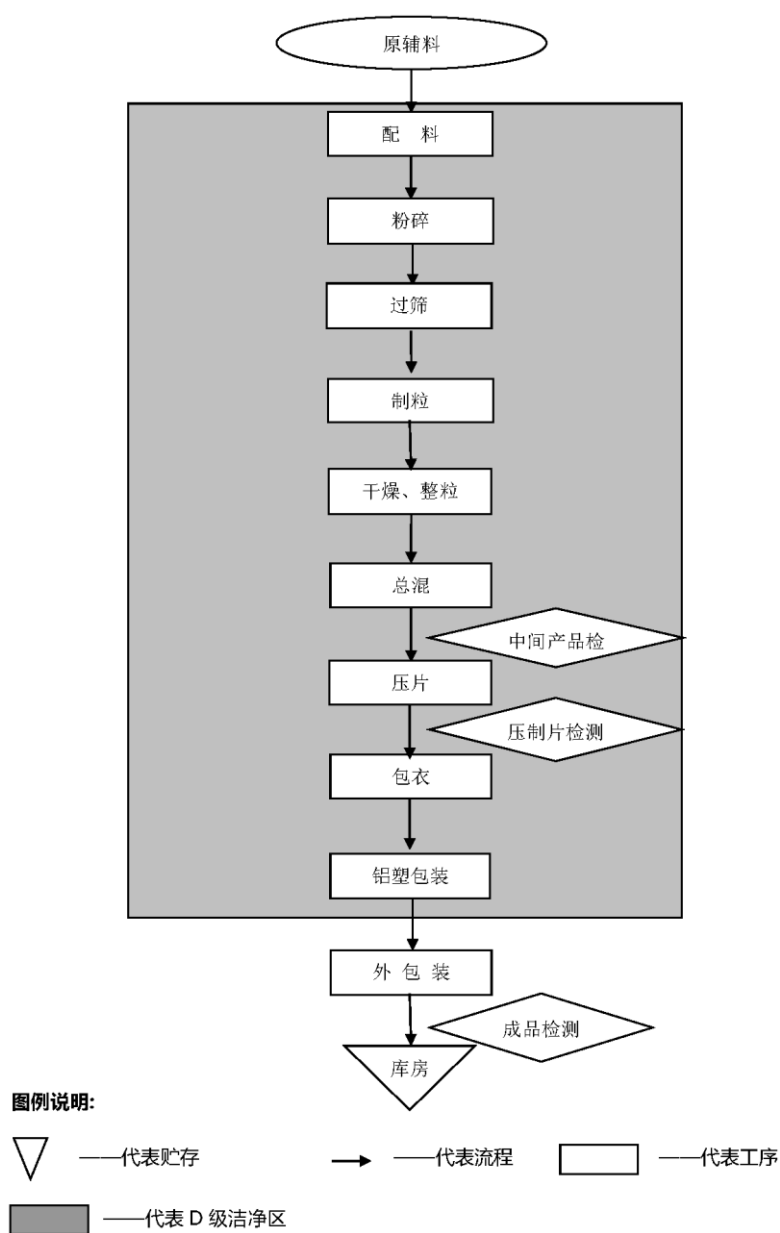 原辅料
配 料
粉碎
过筛
制粒
干燥、整粒
总混
中间产品检
压片
压制片检测
包衣
铝塑包装
外 包 装
成品检测
库房
图例说明:
——代表贮存 ——代表流程 ——代表工序
——代表 D 级洁净区